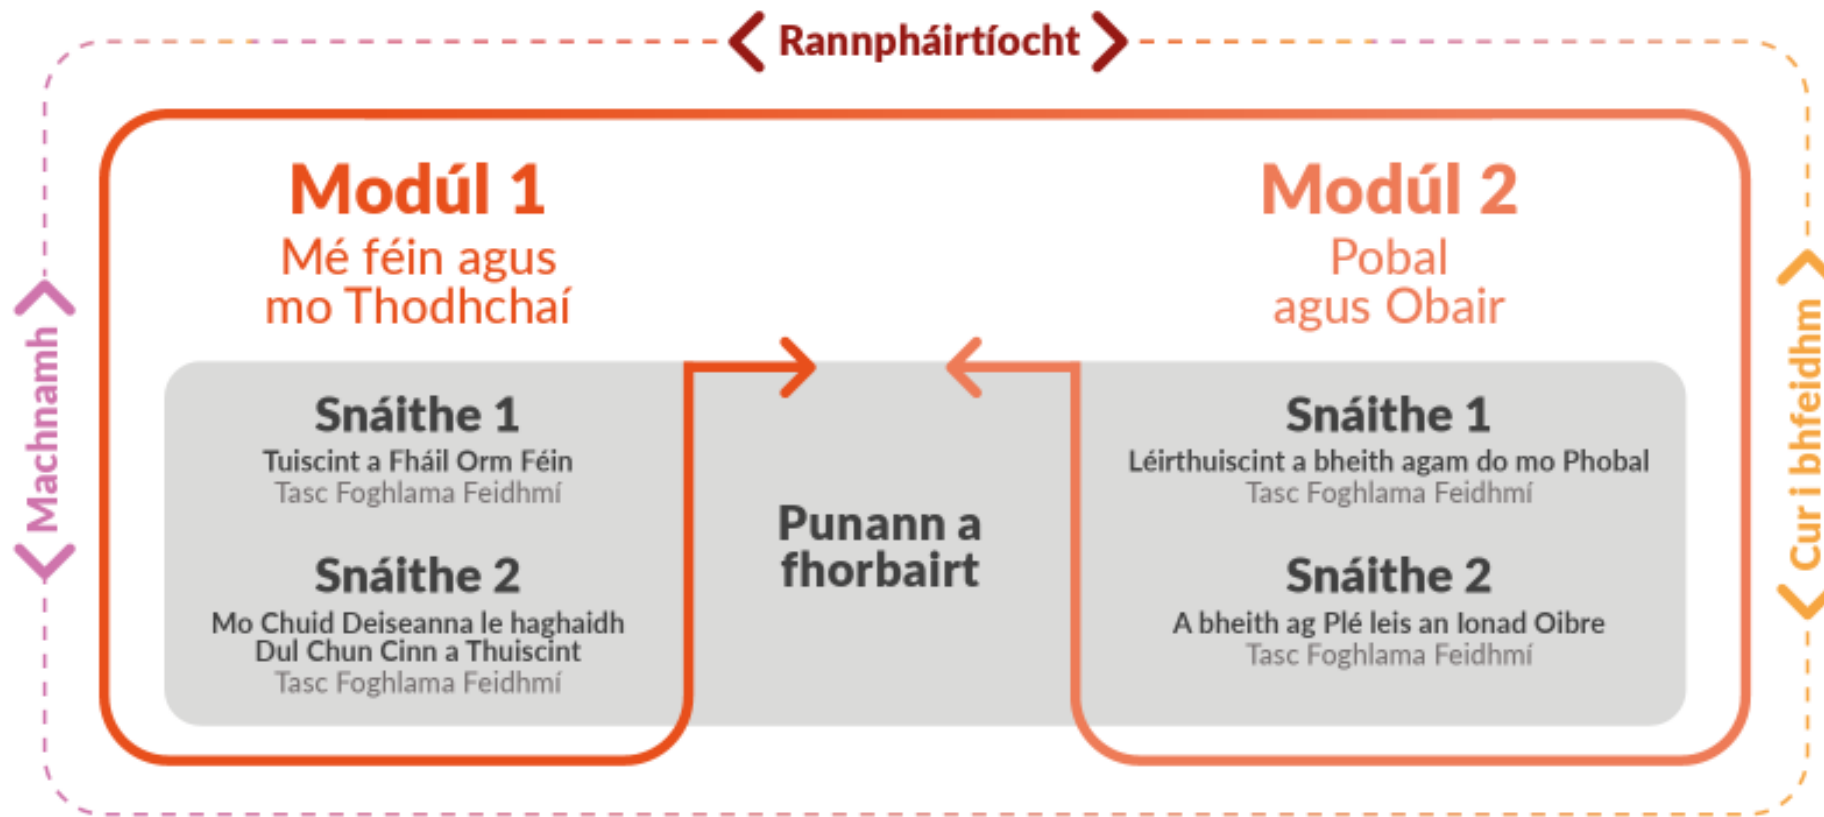 Rannpháirtíocht
Machnamh
Modúl 1
Mé féin agus
mo Thodhchaí
Snáithe 1
Tuiscint a Fháil Orm Féin
Tasc Foghlama Feidhmí
Snáithe 2
Mo Chuid Deiseanna le haghaidh
Dul Chun Cinn a Thuiscint
Tasc Foghlama Feidhmí
Punann a
fhorbairt
Modúl 2
Pobal
agus Obair
Snáithe 1
Léirthuiscint a bheith agam do mo Phobal
Tasc Foghlama Feidhmí
Snáithe 2
A bheith ag Plé leis an Ionad Oibre
Tasc Foghlama Feidhmí
Cur i bhfeidhm